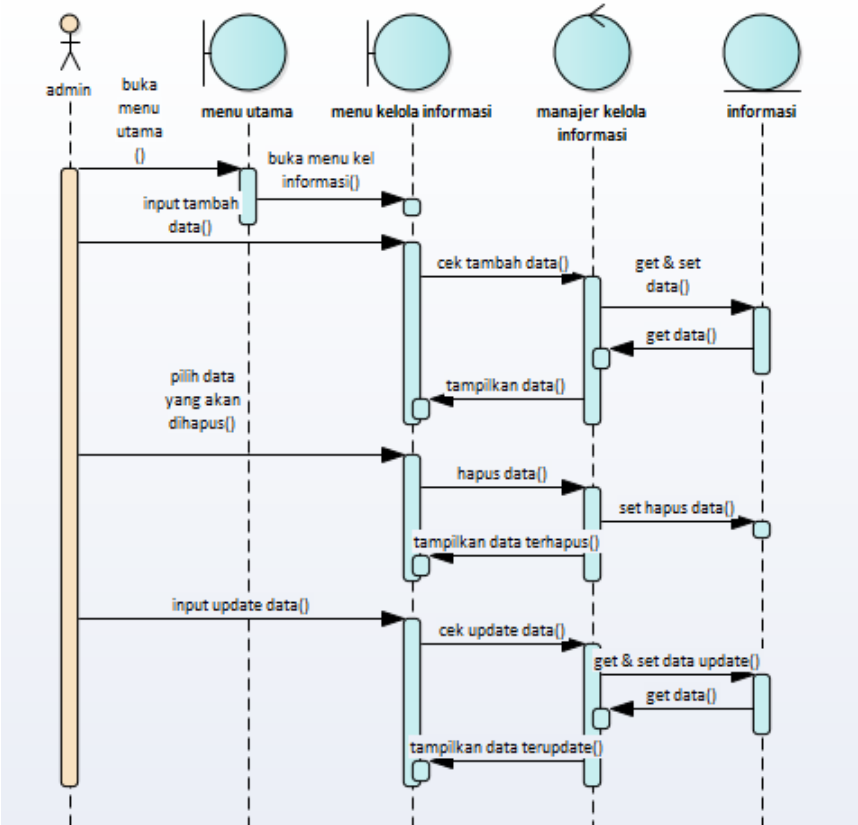 admin
menu utama
menu kelola informasi
manajer kelola
informasi
informasi
buka
menu
utama
()
buka menu kel
informasi()
input tambah
data()
cek tambah data()
get & set
data()
get data()
tampilkan data()
pilih data
yang akan
dihapus()
hapus data()
set hapus data()
tampilkan data terhapus()
input update data()
cek update data()
get & set data update()
get data()
tampilkan data terupdate()